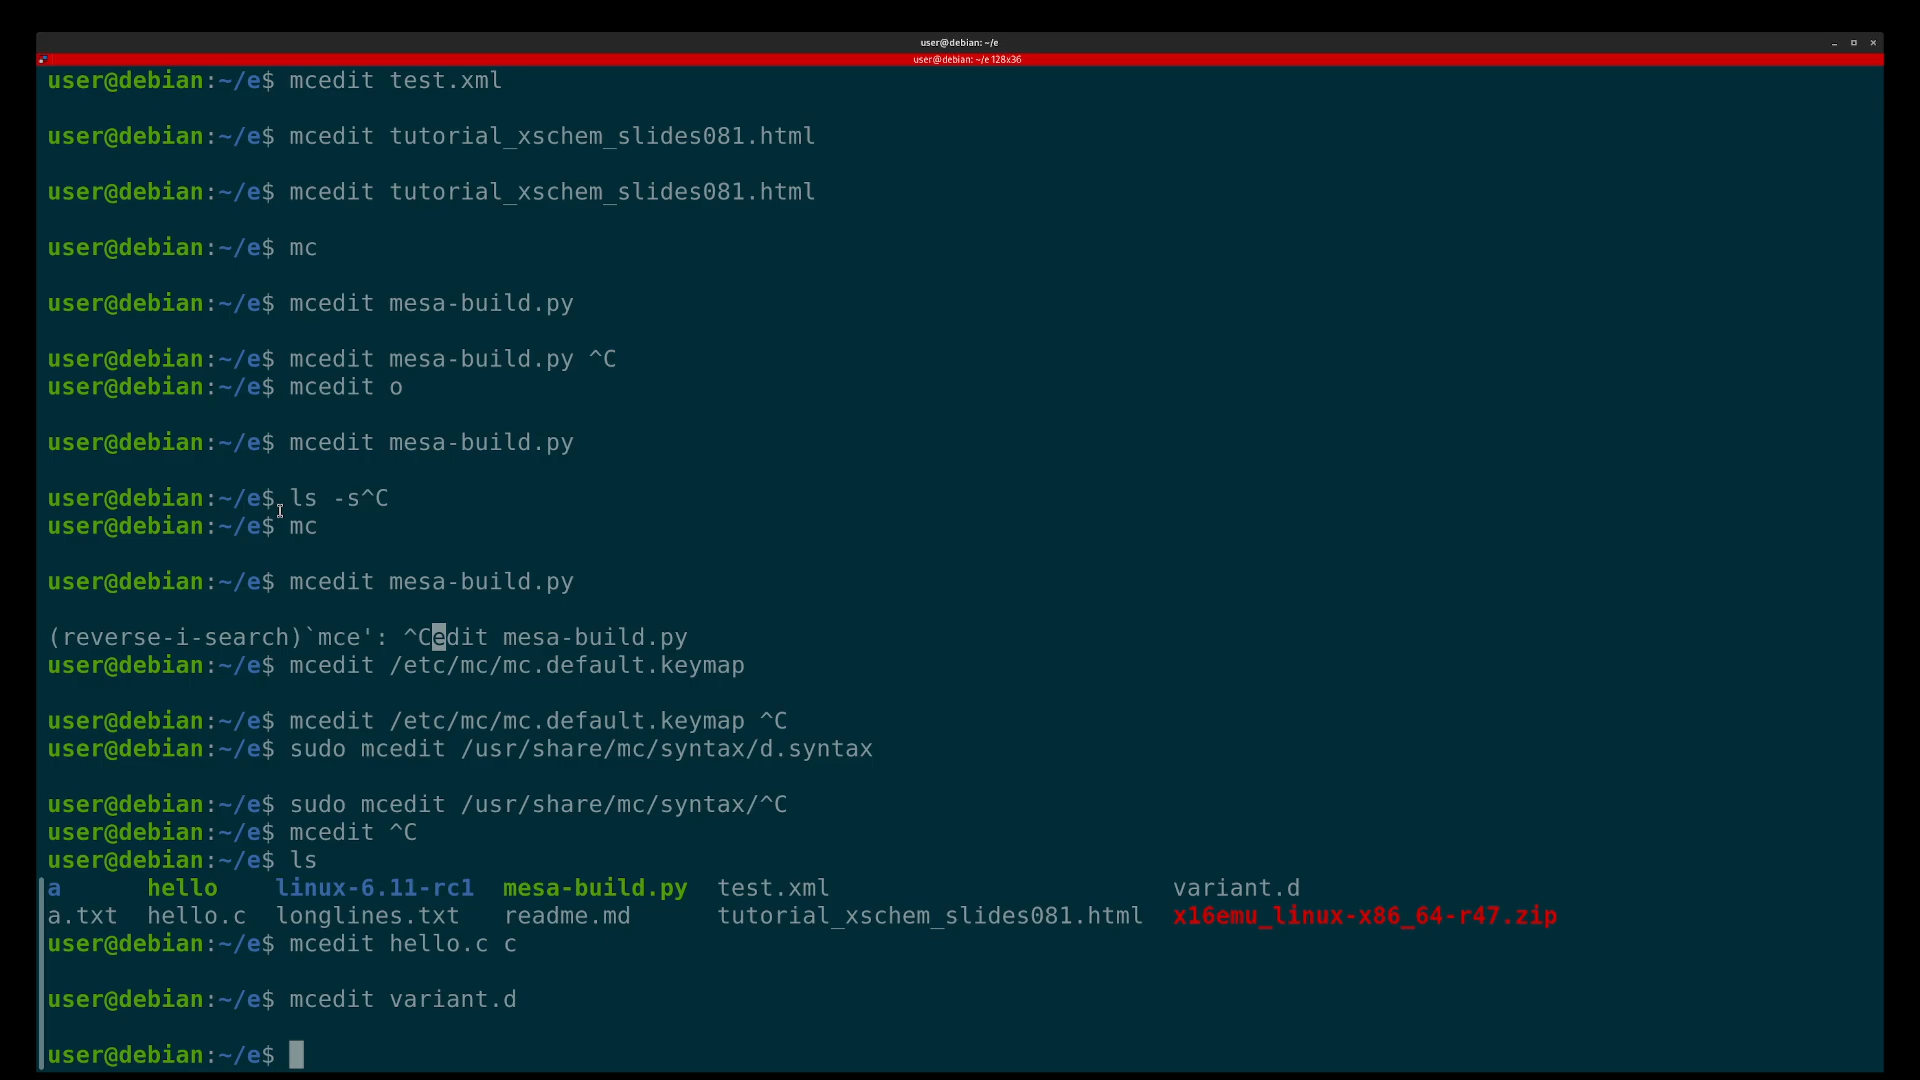 user@debian: ~/e
user@debian: ~/e 128x36
user@debian:~/e$ mcedit test.xml
user@debian:~/e$ mcedit tutorial_xschem_slides081.html
user@debian:~/e$ mcedit tutorial_xschem_slides081.html
user@debian:~/e$ mc
user@debian:~/e$ mcedit mesa-build.py
user@debian:~/e$ mcedit mesa-build.py ^C
user@debian:~/e$ mcedit o
user@debian:~/e$ mcedit mesa-build.py
user@debian:~/e$ ls -s^C
user@debian:~/e$ mc
user@debian:~/e$ mcedit mesa-build.py
(reverse-i-search)`mce': ^Cedit mesa-build.py
user@debian:~/e$ mcedit /etc/mc/mc.default.keymap
user@debian:~/e$ mcedit /etc/mc/mc.default.keymap ^C
user@debian:~/e$ sudo mcedit /usr/share/mc/syntax/d.syntax
user@debian:~/e$ sudo mcedit /usr/share/mc/syntax/^C
user@debian:~/e$ mcedit ^C
user@debian:~/e$ ls
a hello linux-6.11-rc1 mesa-build.py test.xml variant.d
a.txt hello.c longlines.txt readme.md tutorial_xschem_slides081.html x16emu_linux-x86_64-r47.zip
user@debian:~/e$ mcedit hello.c c
user@debian:~/e$ mcedit variant.d
user@debian:~/e$